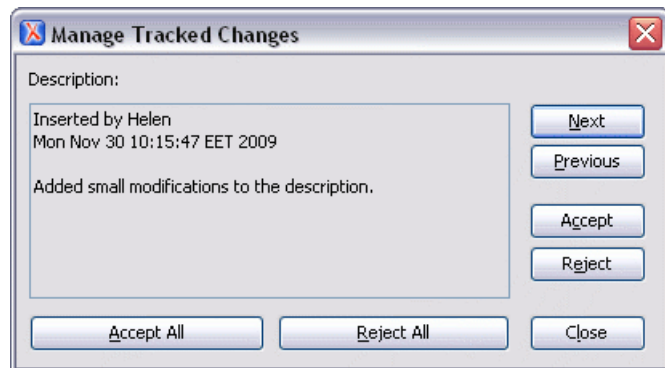 Manage Tracked Changes
Description:
Inserted by Helen
Mon Nov 30 10:15:47 EET 2009
Added small modifications to the description.
Next
Previous
Accept
Reject
Accept All
Reject All
Close